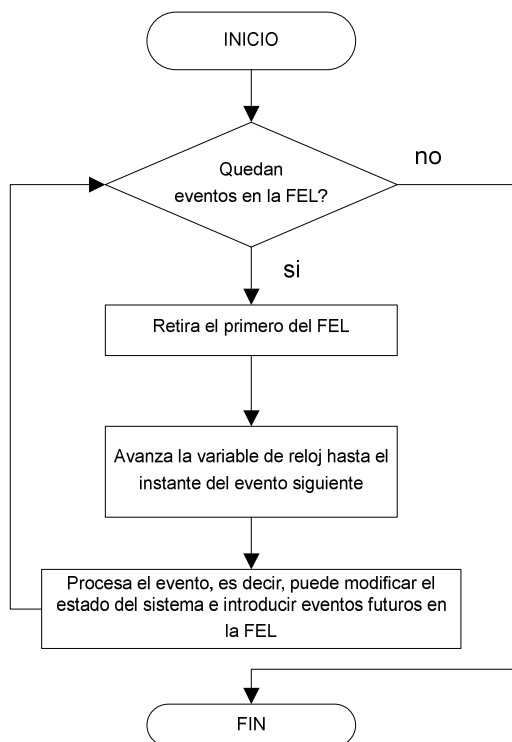 INICIO
Quedan
eventos en la FEL?
no
si
Retira el primero del FEL
Avanza la variable de reloj hasta el
instante del evento siguiente
Procesa el evento, es decir, puede modificar el
estado del sistema e introducir eventos futuros en
la FEL
FIN